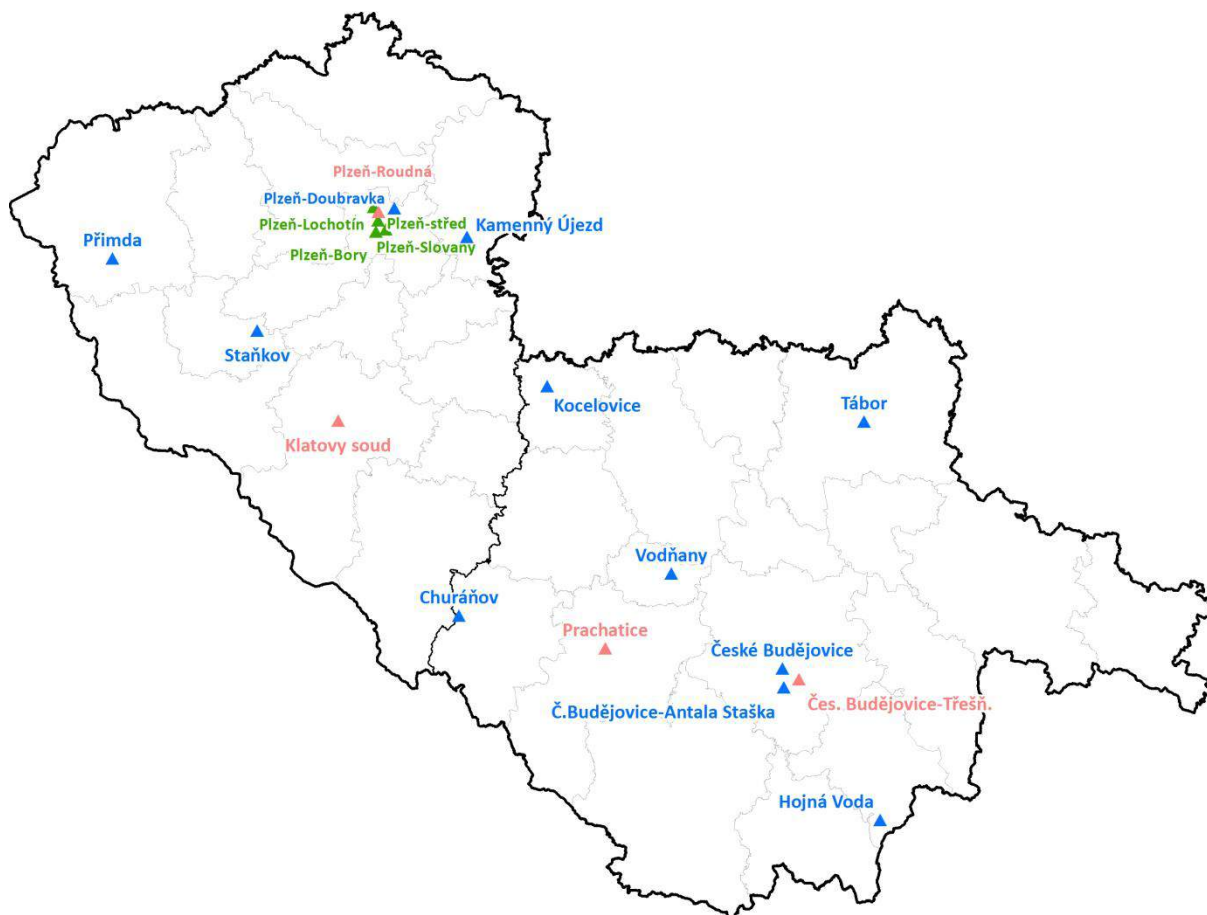 Plzeň-Roudná
Plzeň-Doubravka
Plzeň-Lochotín
Plzeň-střed
Kamenný Újezd
Přimda
Plzeň-Bory
Plzeň-Slovany
Staňkov
Kocelovice
Tábor
Klatovy soud
Vodňany
Churáňov
Prachatice
České Budějovice
Č.Budějovice-Antala Staška
Čes. Budějovice-Třešň.
Hojná Voda